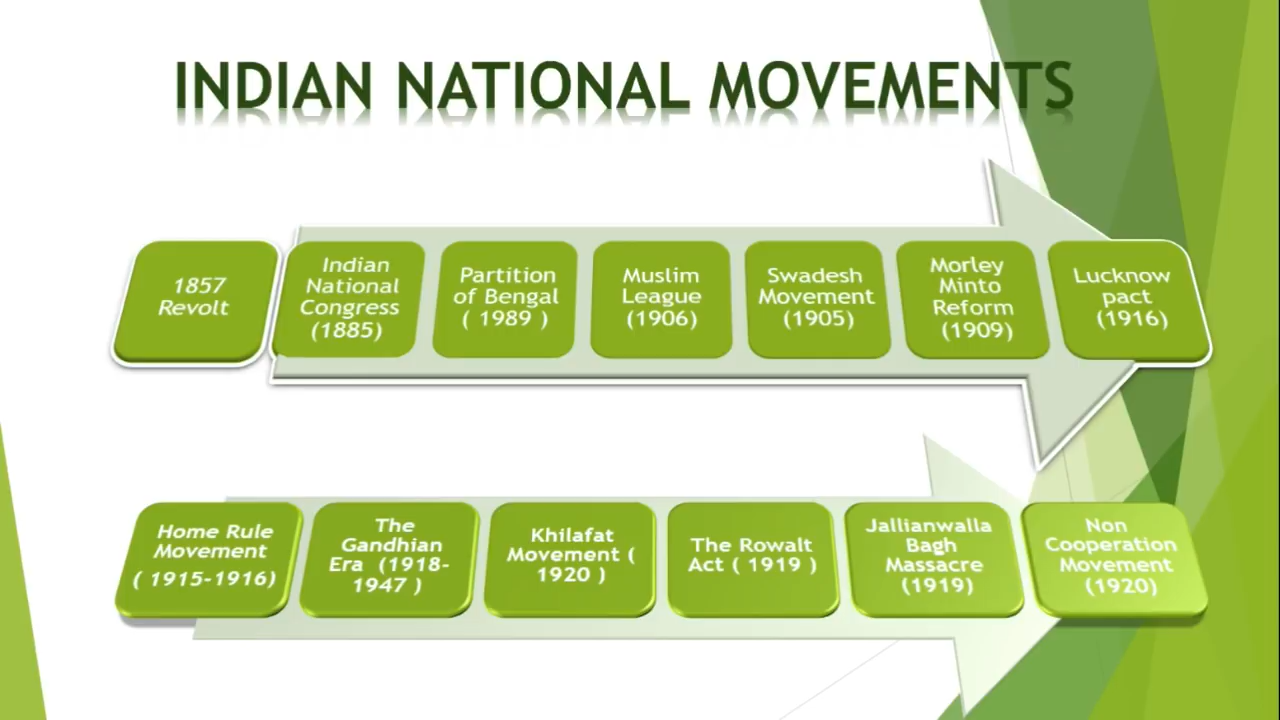 INDIAN NATIONAL MOVEMENTS
1857
Revolt
Indian
National
Congress
(1885)
Partition
of Bengal
( 1989 )
Muslim
League
(1906)
Swadesh
Movement
(1905)
Morley
Minto
Reform
(1909)
Lucknow
pact
(1916)
Home Rule
Movement
( 1915-1916)
The
Gandhian
Era (1918-
1947 )
Khilafat
Movement (
1920 )
The Rowalt
Act ( 1919 )
Jallianwalla
Bagh
Massacre
(1919)
Non
Cooperation
Movement
(1920)